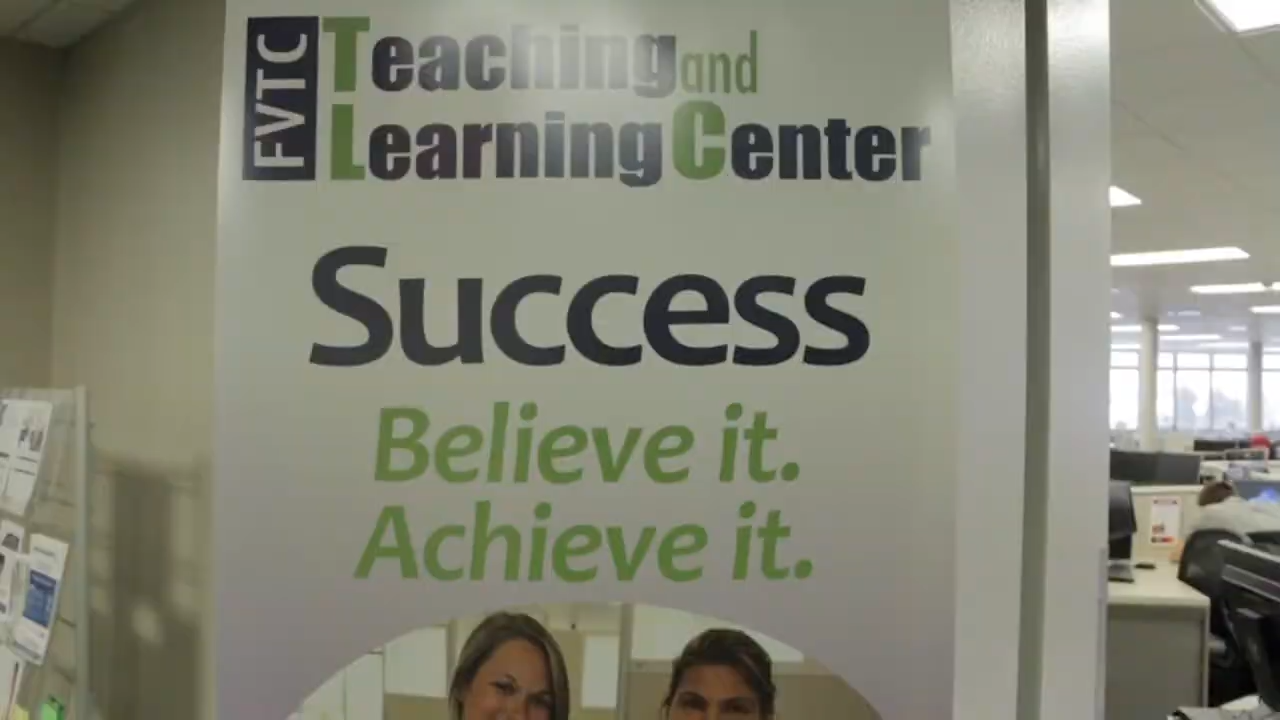 FVTC
Teaching and
Learning Center
Success
Believe it.
Achieve it.